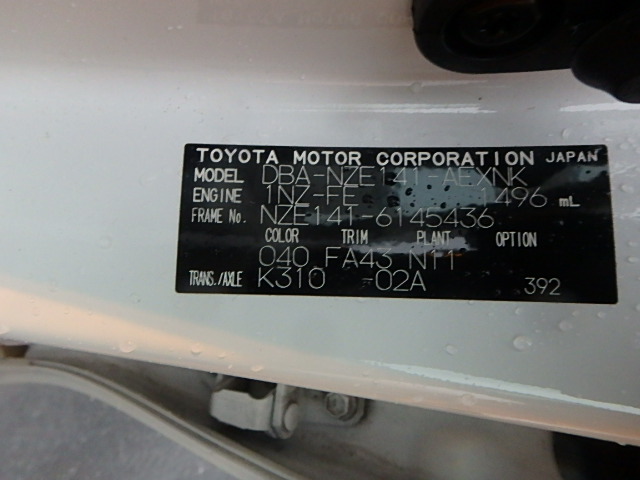 TOYOTA MOTOR CORPORATION JAPAN
MODEL DBA-NZE141-AEXNK
ENGINE 1NZ-FE 1496 mL
FRAME No. NZE141-6145436
COLOR TRIM PLANT OPTION
040 FA43 N11
TRANS./AXLE K310 -02A 392